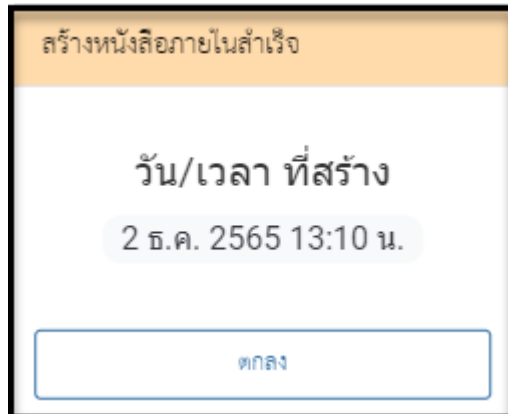 สร้างหนังสือภายในสำเร็จ
วัน/เวลา ที่สร้าง
2 ธ.ค. 2565 13:10 น.
ตกลง